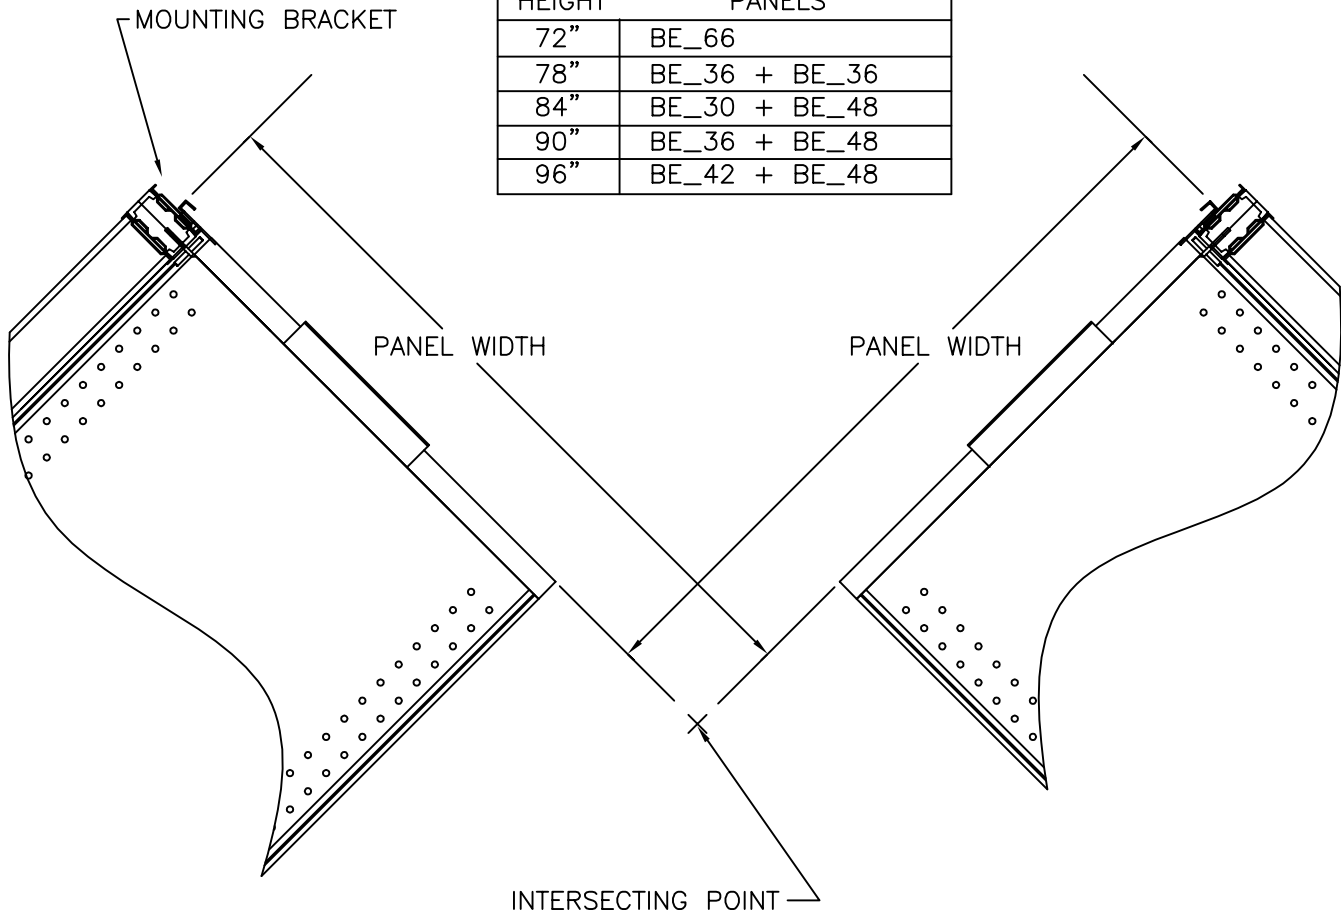 HEIGHT PANELS
MOUNTING BRACKET
72” BE_66
78” BE_36 + BE_36
84” BE_30 + BE_48
90” BE_36 + BE_48
96” BE_42 + BE_48
PANEL WIDTH PANEL WIDTH
INTERSECTING POINT